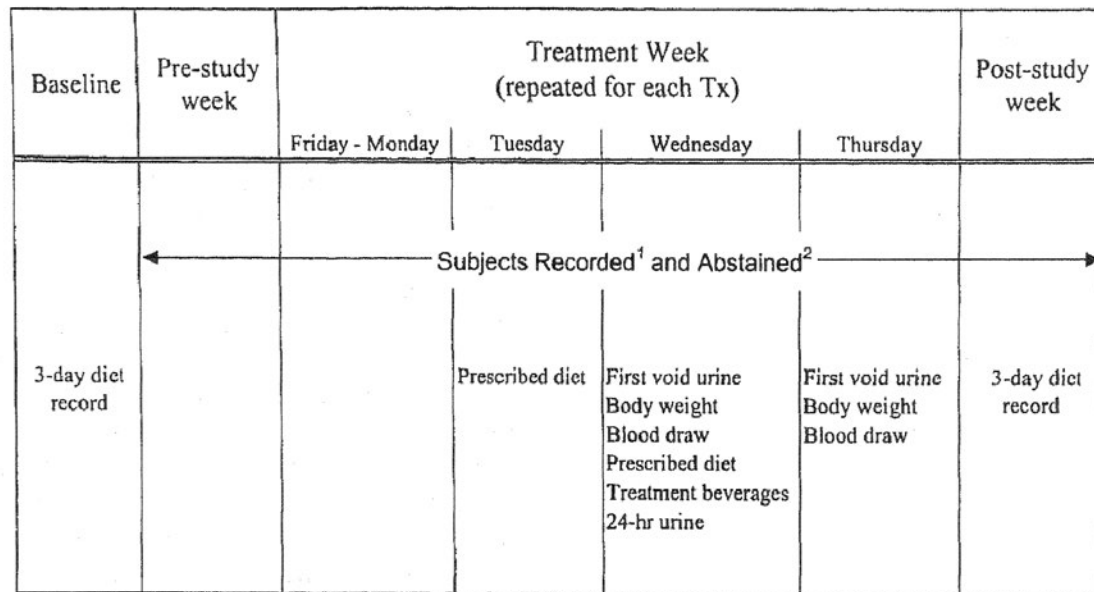 Baseline
Pre-study
week
Treatment Week
(repeated for each Tx)
Post-study
week
Friday - Monday
Tuesday
Wednesday
Thursday
Subjects Recorded¹ and Abstained²
3-day diet
record
Prescribed diet
First void urine
Body weight
Blood draw
Prescribed diet
Treatment beverages
24-hr urine
First void urine
Body weight
Blood draw
3-day diet
record